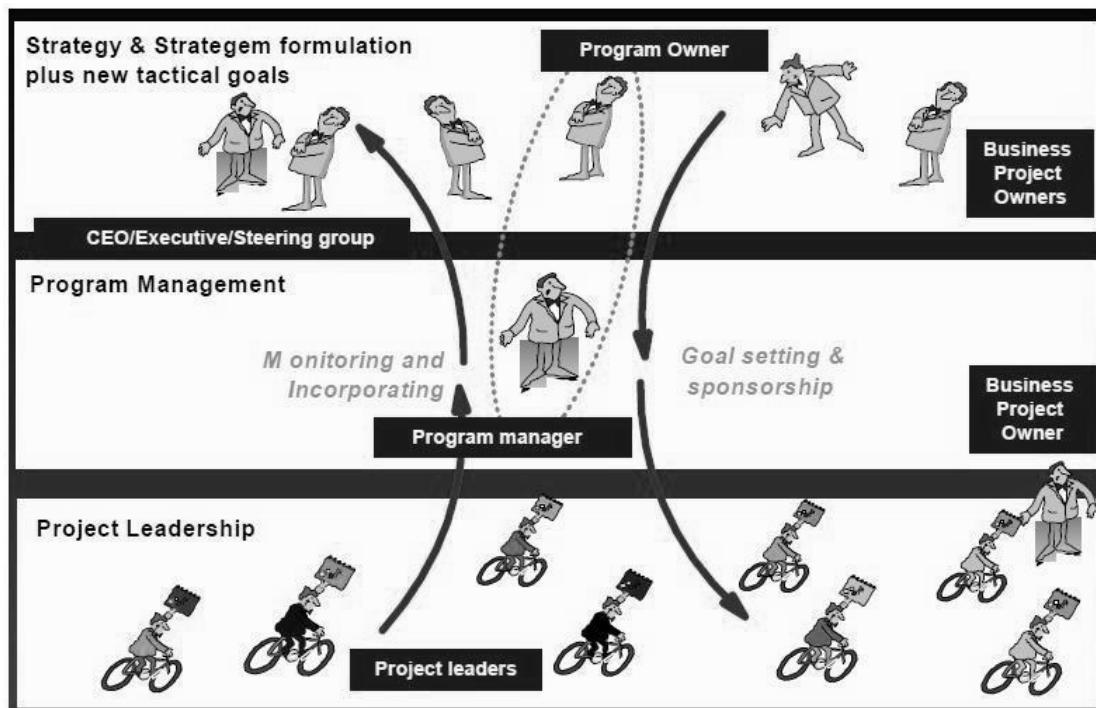 Strategy & Strategem formulation
plus new tactical goals
Program Owner
Business
Project
Owners
CEO/Executive/Steering group
Program Management
M onitoring and
Incorporating
Goal setting &
sponsorship
Business
Project
Owner
Program manager
Project Leadership
Project leaders